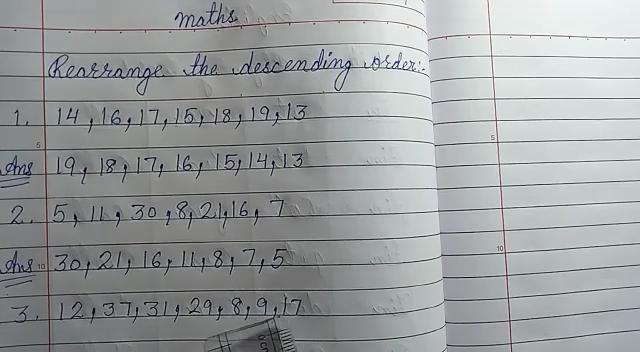 maths
Rearrange the descending order:-
1. 14, 16, 17, 15, 18, 19, 13
Ans 19, 18, 17, 16, 15, 14, 13
2. 5, 11, 30, 8, 21, 16, 7
Ans 30, 21, 16, 11, 8, 7, 5
3. 12, 37, 31, 29, 8, 9, 17